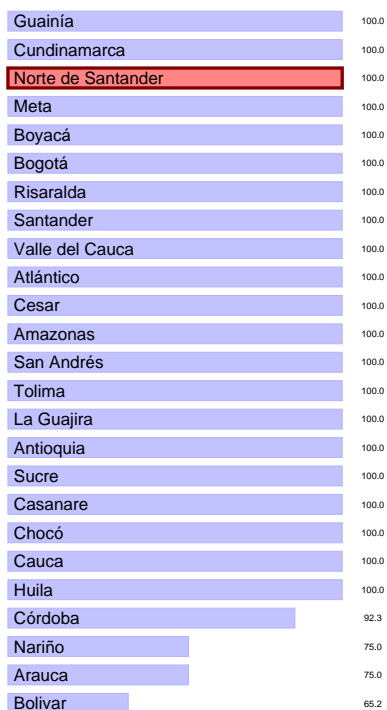 Guainía 100.0
Cundinamarca 100.0
Norte de Santander 100.0
Meta 100.0
Boyacá 100.0
Bogotá 100.0
Risaralda 100.0
Santander 100.0
Valle del Cauca 100.0
Atlántico 100.0
Cesar 100.0
Amazonas 100.0
San Andrés 100.0
Tolima 100.0
La Guajira 100.0
Antioquia 100.0
Sucre 100.0
Casanare 100.0
Chocó 100.0
Cauca 100.0
Huila 100.0
Córdoba 92.3
Nariño 75.0
Arauca 75.0
Bolivar 65.2